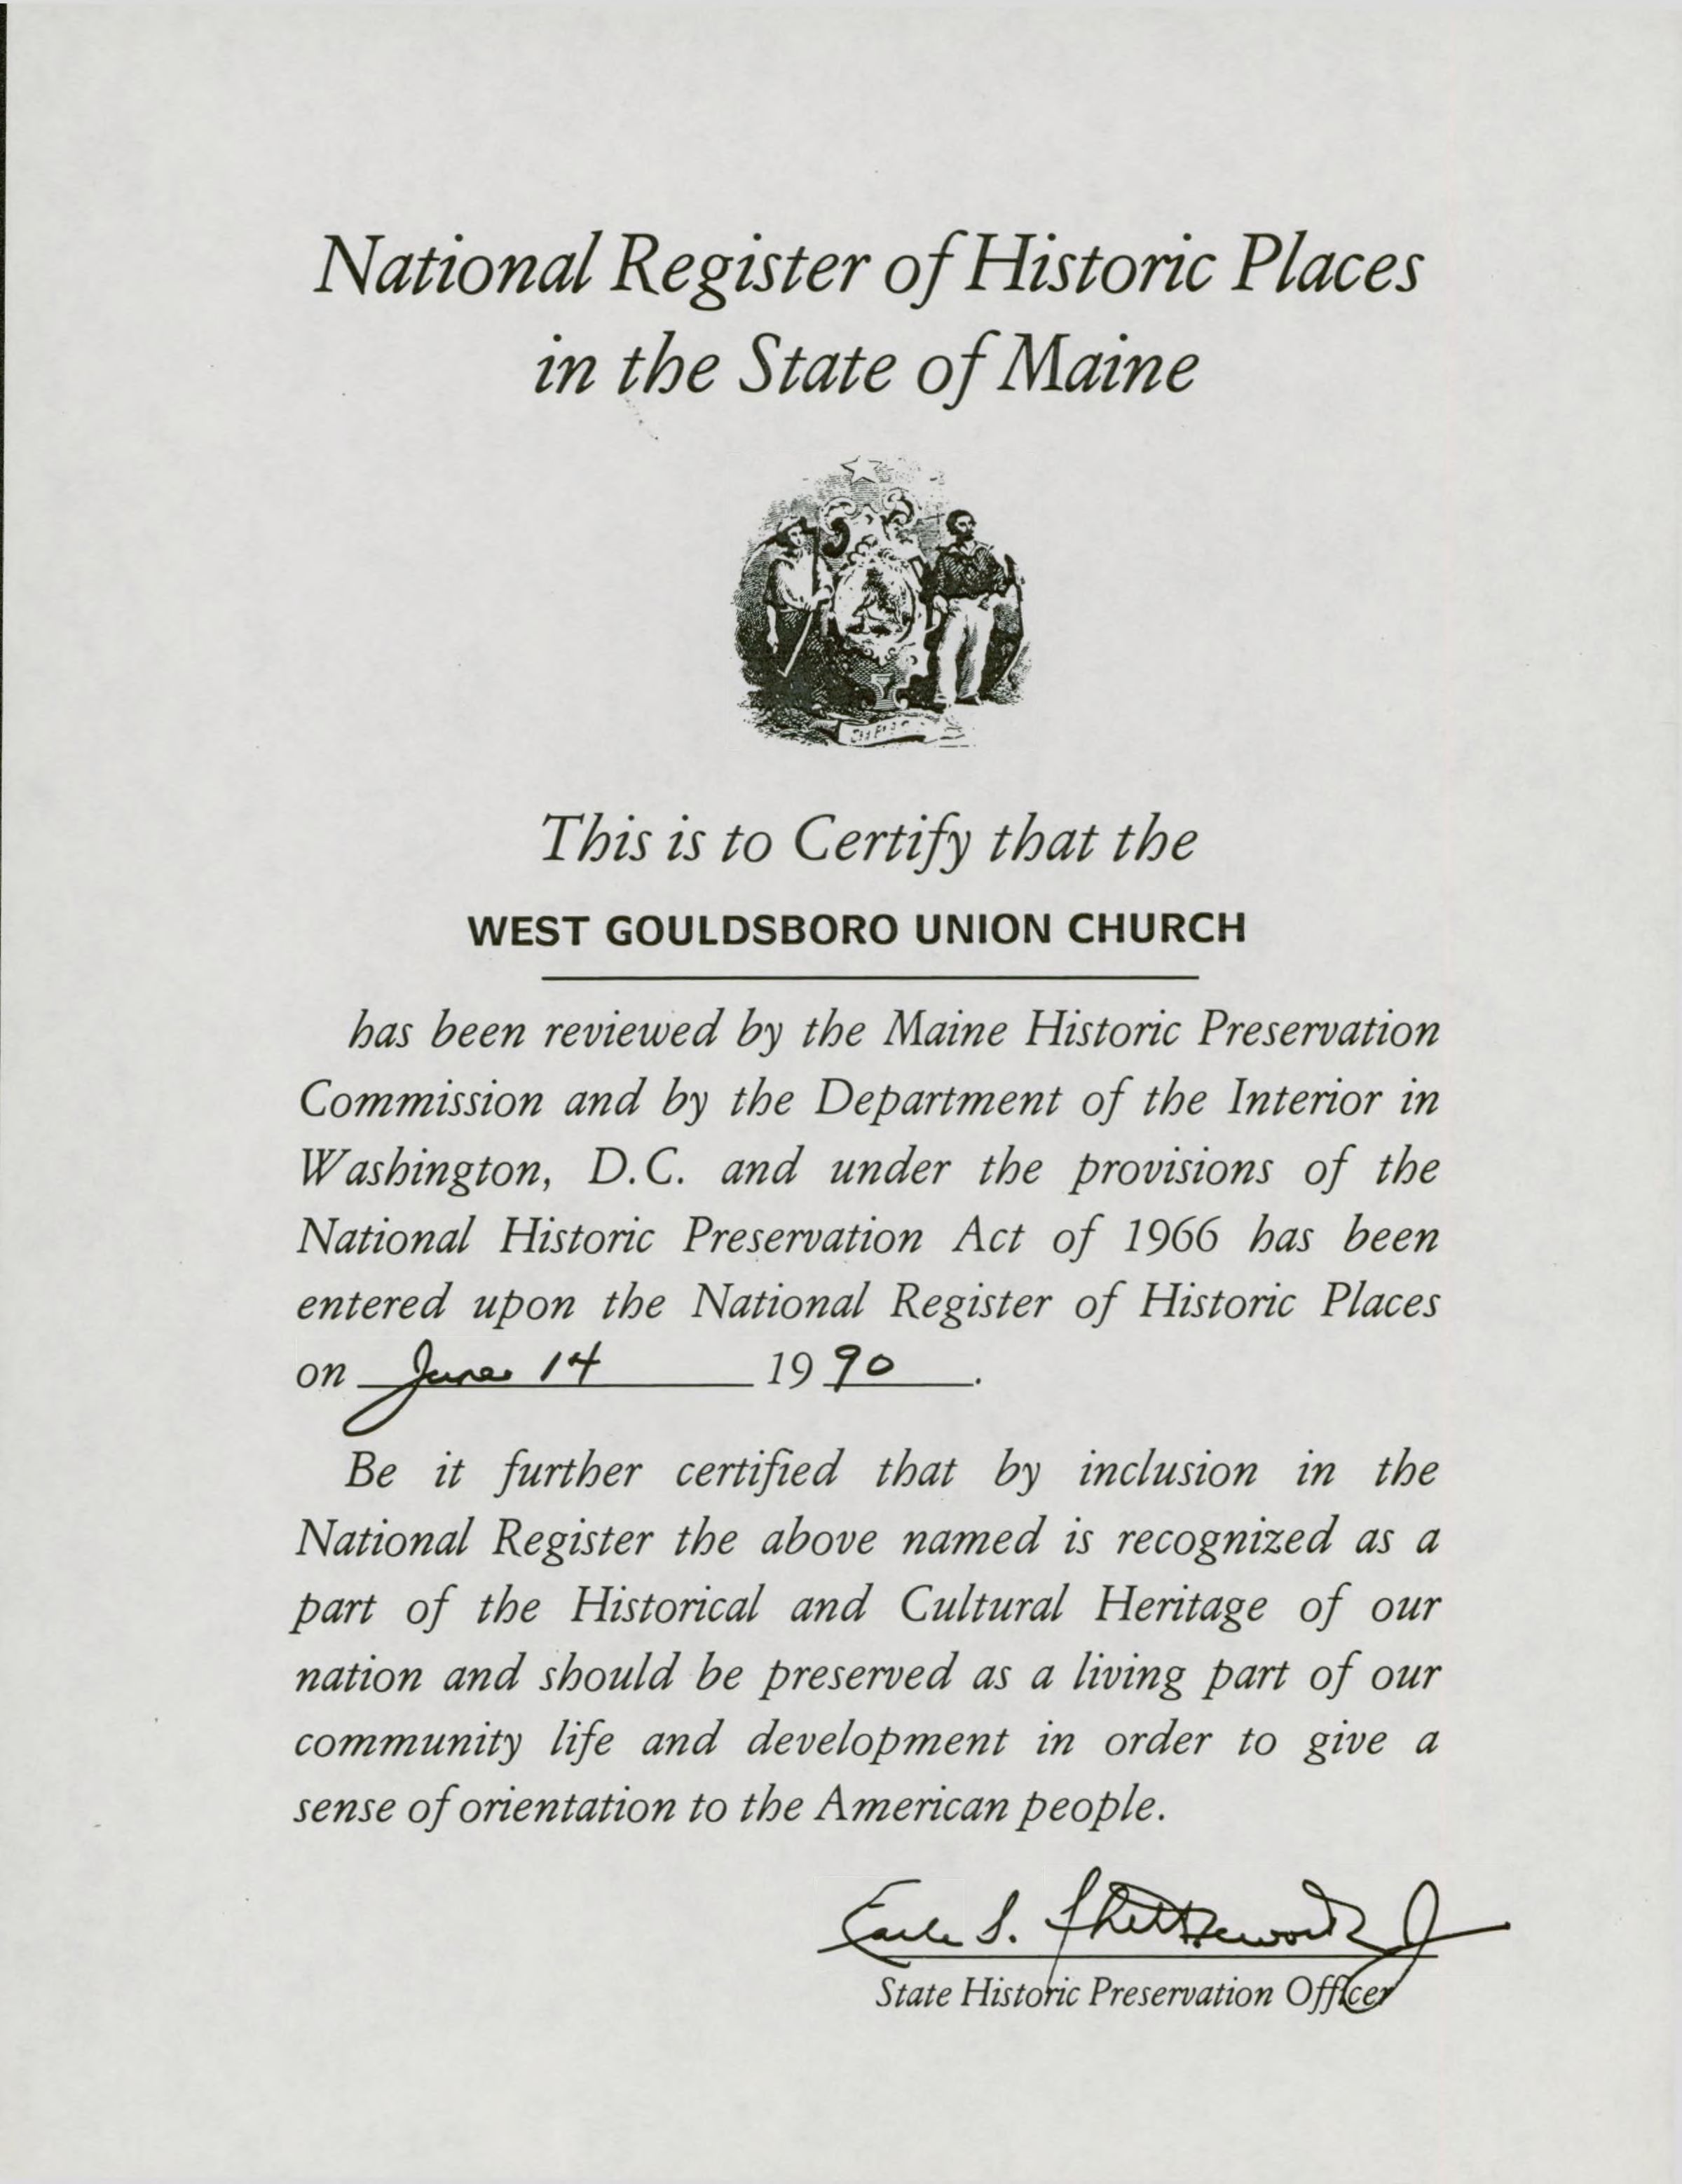 National Register of Historic Places
in the State of Maine
This is to Certify that the
WEST GOULDSBORO UNION CHURCH
has been reviewed by the Maine Historic Preservation
Commission and by the Department of the Interior in
Washington, D.C. and under the provisions of the
National Historic Preservation Act of 1966 has been
entered upon the National Register of Historic Places
on June 14 1990.
Be it further certified that by inclusion in the
National Register the above named is recognized as a
part of the Historical and Cultural Heritage of our
nation and should be preserved as a living part of our
community life and development in order to give a
sense of orientation to the American people.
Earle S. Shettleworth Jr
State Historic Preservation Officer